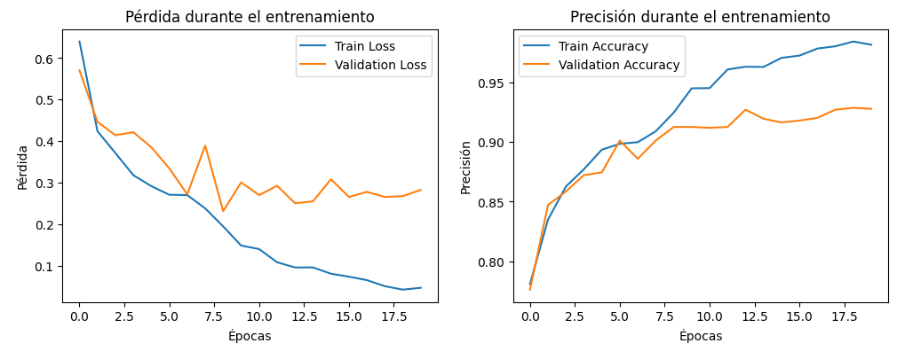 Pérdida durante el entrenamiento
Train Loss
Validation Loss
0.6
0.5
0.4
0.3
0.2
0.1
Pérdida
0.0 2.5 5.0 7.5 10.0 12.5 15.0 17.5
Épocas
Precisión durante el entrenamiento
Train Accuracy
Validation Accuracy
0.95
0.90
0.85
0.80
Precisión
0.0 2.5 5.0 7.5 10.0 12.5 15.0 17.5
Épocas